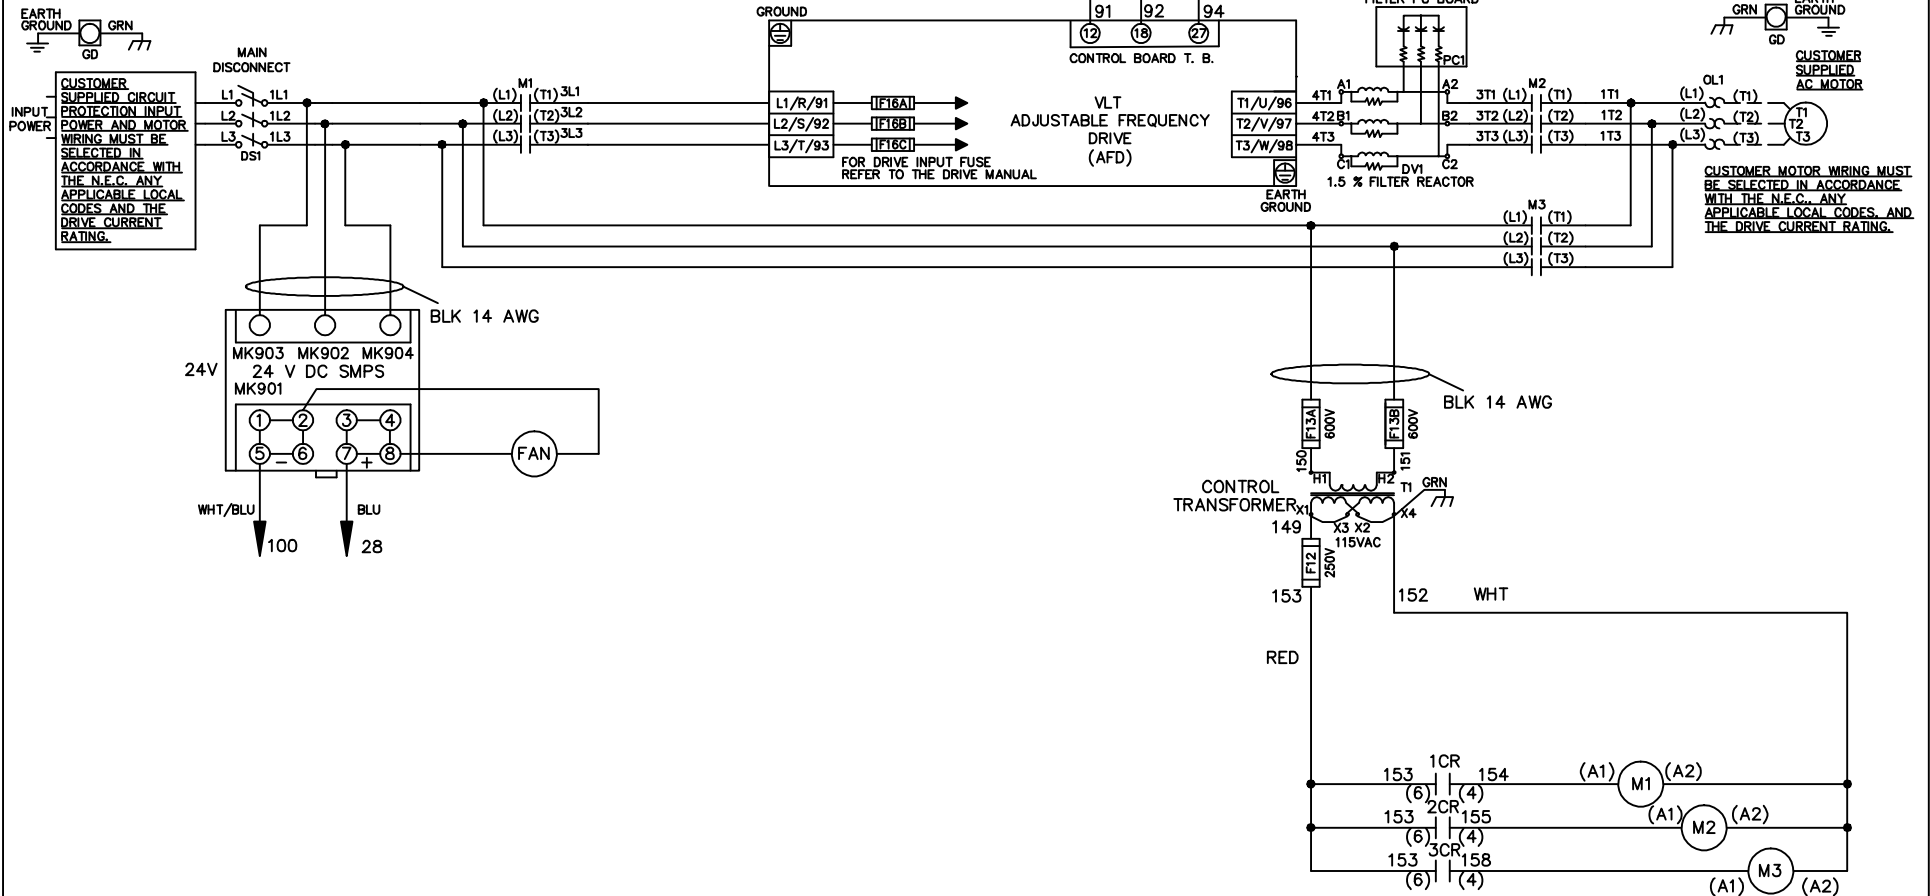 EARTH
GROUND
GRN
GD
GROUND
91 92 94
12 18 27
CONTROL BOARD T. B.
PC1
GRN
GROUND
GD
CUSTOMER
SUPPLIED
AC MOTOR
MAIN
DISCONNECT
INPUT
POWER
CUSTOMER
SUPPLIED CIRCUIT
PROTECTION INPUT
POWER AND MOTOR
WIRING MUST BE
SELECTED IN
ACCORDANCE WITH
THE N.E.C. ANY
APPLICABLE LOCAL
CODES AND THE
DRIVE CURRENT
RATING.
L1 1L1
L2 1L2
L3 1L3
DS1
M1
(L1) (T1) 3L1
(L2) (T2) 3L2
(L3) (T3) 3L3
L1/R/91
L2/S/92
L3/T/93
F16A
F16B
F16C
FOR DRIVE INPUT FUSE
REFER TO THE DRIVE MANUAL
VLT
ADJUSTABLE FREQUENCY
DRIVE
(AFD)
T1/U/96
T2/V/97
T3/W/98
EARTH
GROUND
4T1 A1 A2
4T2 B1 B2
4T3 C1 C2
DV1
1.5 % FILTER REACTOR
M2
3T1 (L1) (T1) 1T1
3T2 (L2) (T2) 1T2
3T3 (L3) (T3) 1T3
OL1
(L1) (T1)
(L2) (T2)
(L3) (T3)
T1
T2
T3
CUSTOMER MOTOR WIRING MUST
BE SELECTED IN ACCORDANCE
WITH THE N.E.C., ANY
APPLICABLE LOCAL CODES, AND
THE DRIVE CURRENT RATING.
M3
(L1) (T1)
(L2) (T2)
(L3) (T3)
BLK 14 AWG
MK903 MK902 MK904
24V
24 V DC SMPS
MK901
1 2 3 4
5 - 6 7 + 8
FAN
WHT/BLU
BLU
100
28
BLK 14 AWG
F13A
600V
F13B
600V
150
151
H1 H2
T1
GRN
CONTROL
TRANSFORMER
X1
X3 X2
X4
115VAC
149
F12
250V
153
152
WHT
RED
1CR
153 154
(6) (4)
(A1) M1 (A2)
2CR
153 155
(6) (4)
(A1) M2 (A2)
3CR
153 158
(6) (4)
M3
(A1) (A2)